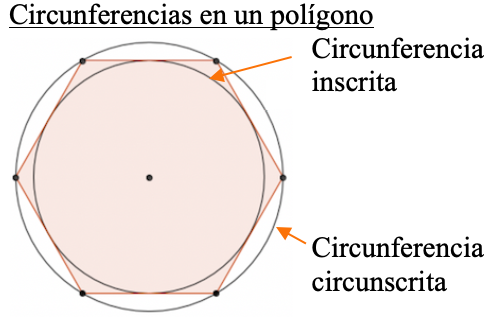 Circunferencias en un polígono
Circunferencia
inscrita
Circunferencia
circunscrita